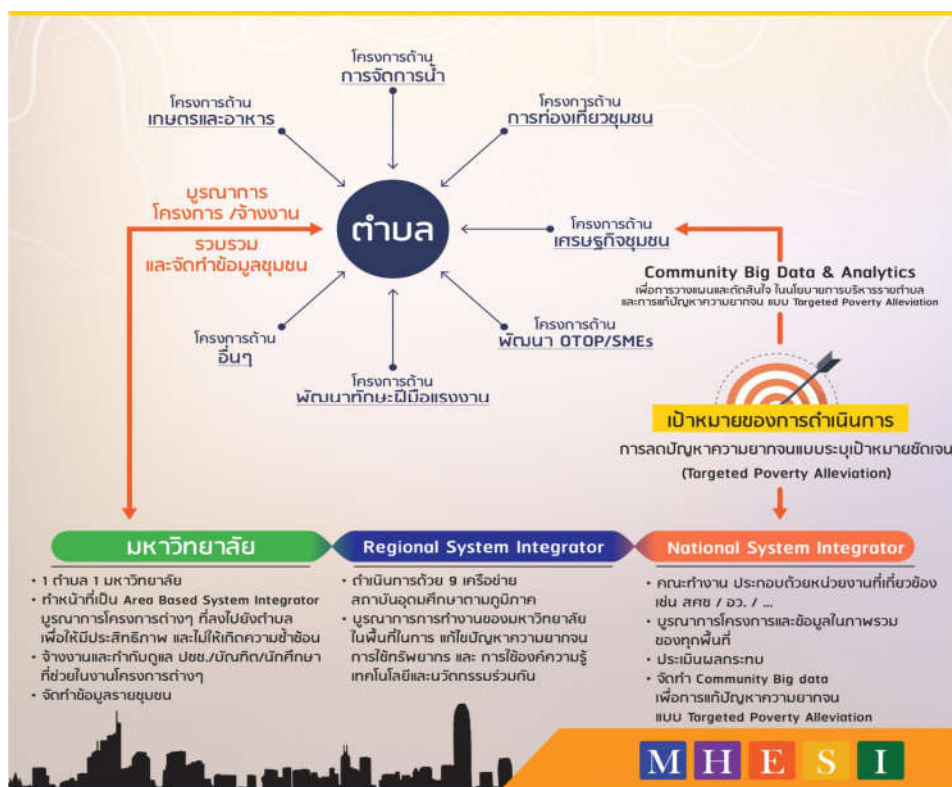 โครงการด้าน
การจัดการน้ำ
โครงการด้าน
เกษตรและอาหาร
โครงการด้าน
การท่องเที่ยวชุมชน
บูรณาการ
โครงการ /จ้างงาน
รวบรวม
และจัดทำข้อมูลชุมชน
ตำบล
โครงการด้าน
เศรษฐกิจชุมชน
Community Big Data & Analytics
เพื่อการวางแผนและตัดสินใจ ในนโยบายการบริหารรายตำบล
และการแก้ปัญหาความยากจน แบบ Targeted Poverty Alleviation
โครงการด้าน
อื่นๆ
โครงการด้าน
พัฒนาทักษะฝีมือแรงงาน
โครงการด้าน
พัฒนา OTOP/SMEs
เป้าหมายของการดำเนินการ
การลดปัญหาความยากจนแบบระบุเป้าหมายชัดเจน
(Targeted Poverty Alleviation)
มหาวิทยาลัย
• 1 ตำบล 1 มหาวิทยาลัย
• ทำหน้าที่เป็น Area Based System Integrator
บูรณาการโครงการต่างๆ ที่ลงไปยังตำบล
เพื่อให้มีประสิทธิภาพ และไม่ให้เกิดความซ้ำซ้อน
• จ้างงานและกำกับดูแล ปชช./บัณฑิต/นักศึกษา
ที่ช่วยในงานโครงการต่างๆ
• จัดทำข้อมูลรายชุมชน
Regional System Integrator
• ดำเนินการด้วย 9 เครือข่าย
สถาบันอุดมศึกษาตามภูมิภาค
• บูรณาการการทำงานของมหาวิทยาลัย
ในพื้นที่ในการ แก้ไขปัญหาความยากจน
การใช้ทรัพยากร และ การใช้องค์ความรู้
เทคโนโลยีและนวัตกรรมร่วมกัน
National System Integrator
• คณะทำงาน ประกอบด้วยหน่วยงานที่เกี่ยวข้อง
เช่น สศช / อว. / ...
• บูรณาการโครงการและข้อมูลในภาพรวม
ของทุกพื้นที่
• ประเมินผลกระทบ
• จัดทำ Community Big data
เพื่อการแก้ปัญหาความยากจน
แบบ Targeted Poverty Alleviation
M H E S I